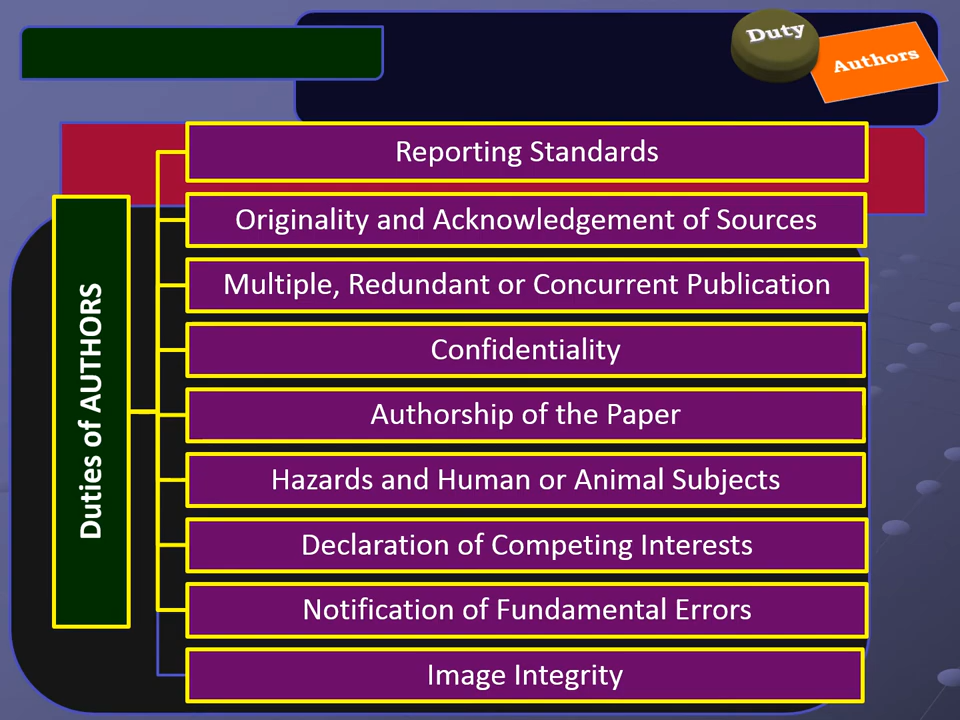 Duty
Authors
Duties of AUTHORS
Reporting Standards
Originality and Acknowledgement of Sources
Multiple, Redundant or Concurrent Publication
Confidentiality
Authorship of the Paper
Hazards and Human or Animal Subjects
Declaration of Competing Interests
Notification of Fundamental Errors
Image Integrity